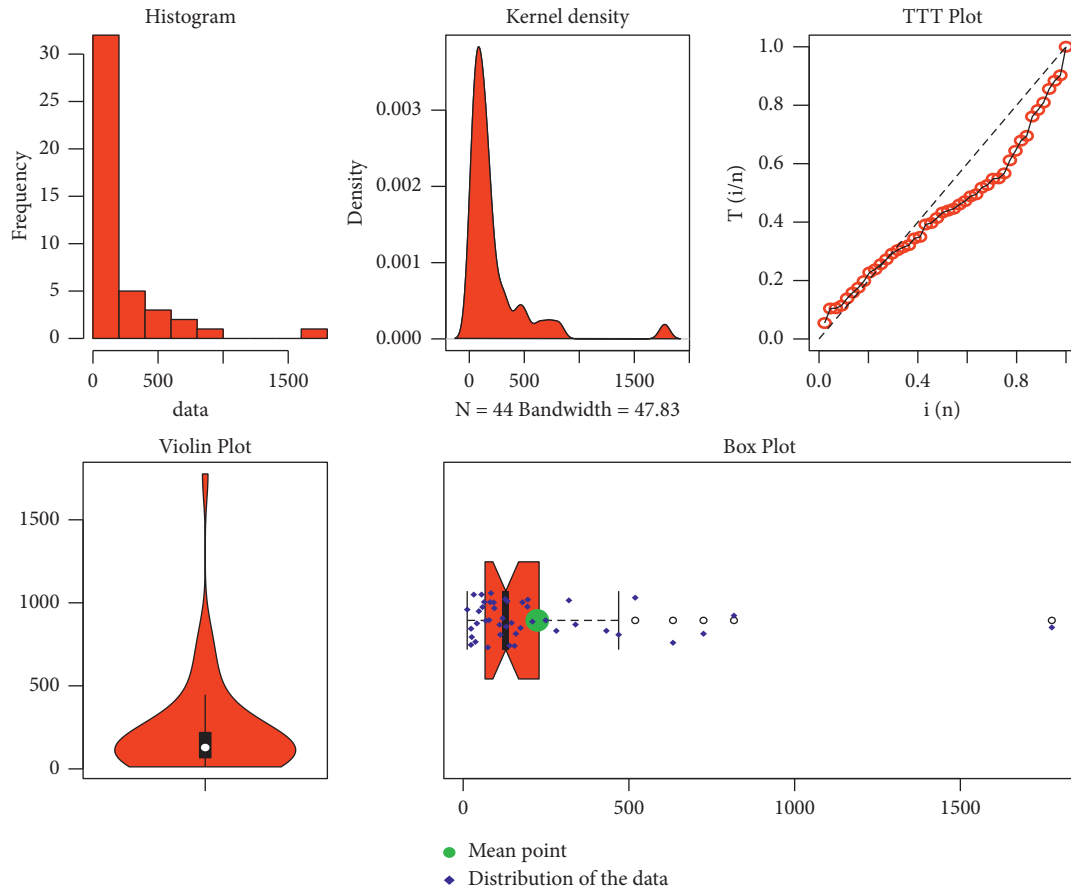 Histogram
Frequency
30
25
20
15
10
5
0
0 500 1500
data
Kernel density
Density
0.003
0.002
0.001
0.000
0 500 1500
N = 44 Bandwidth = 47.83
TTT Plot
T (i/n)
1.0
0.8
0.6
0.4
0.2
0.0
0.0 0.4 0.8
i (n)
Violin Plot
1500
1000
500
0
Box Plot
0 500 1000 1500
Mean point
Distribution of the data